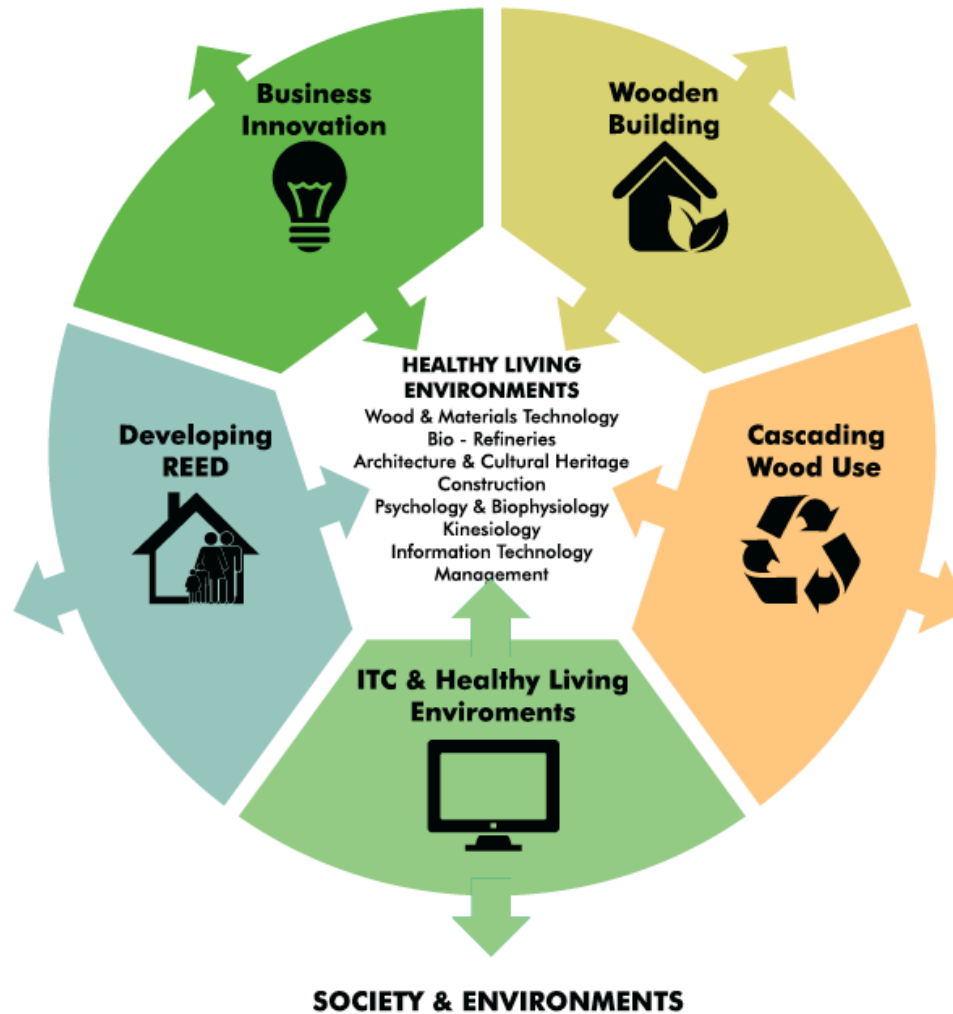 Business
Innovation
Wooden
Building
HEALTHY LIVING
ENVIRONMENTS
Wood & Materials Technology
Bio - Refineries
Architecture & Cultural Heritage
Construction
Psychology & Biophysiology
Kinesiology
Information Technology
Management
Developing
REED
Cascading
Wood Use
ITC & Healthy Living
Enviroments
SOCIETY & ENVIRONMENTS